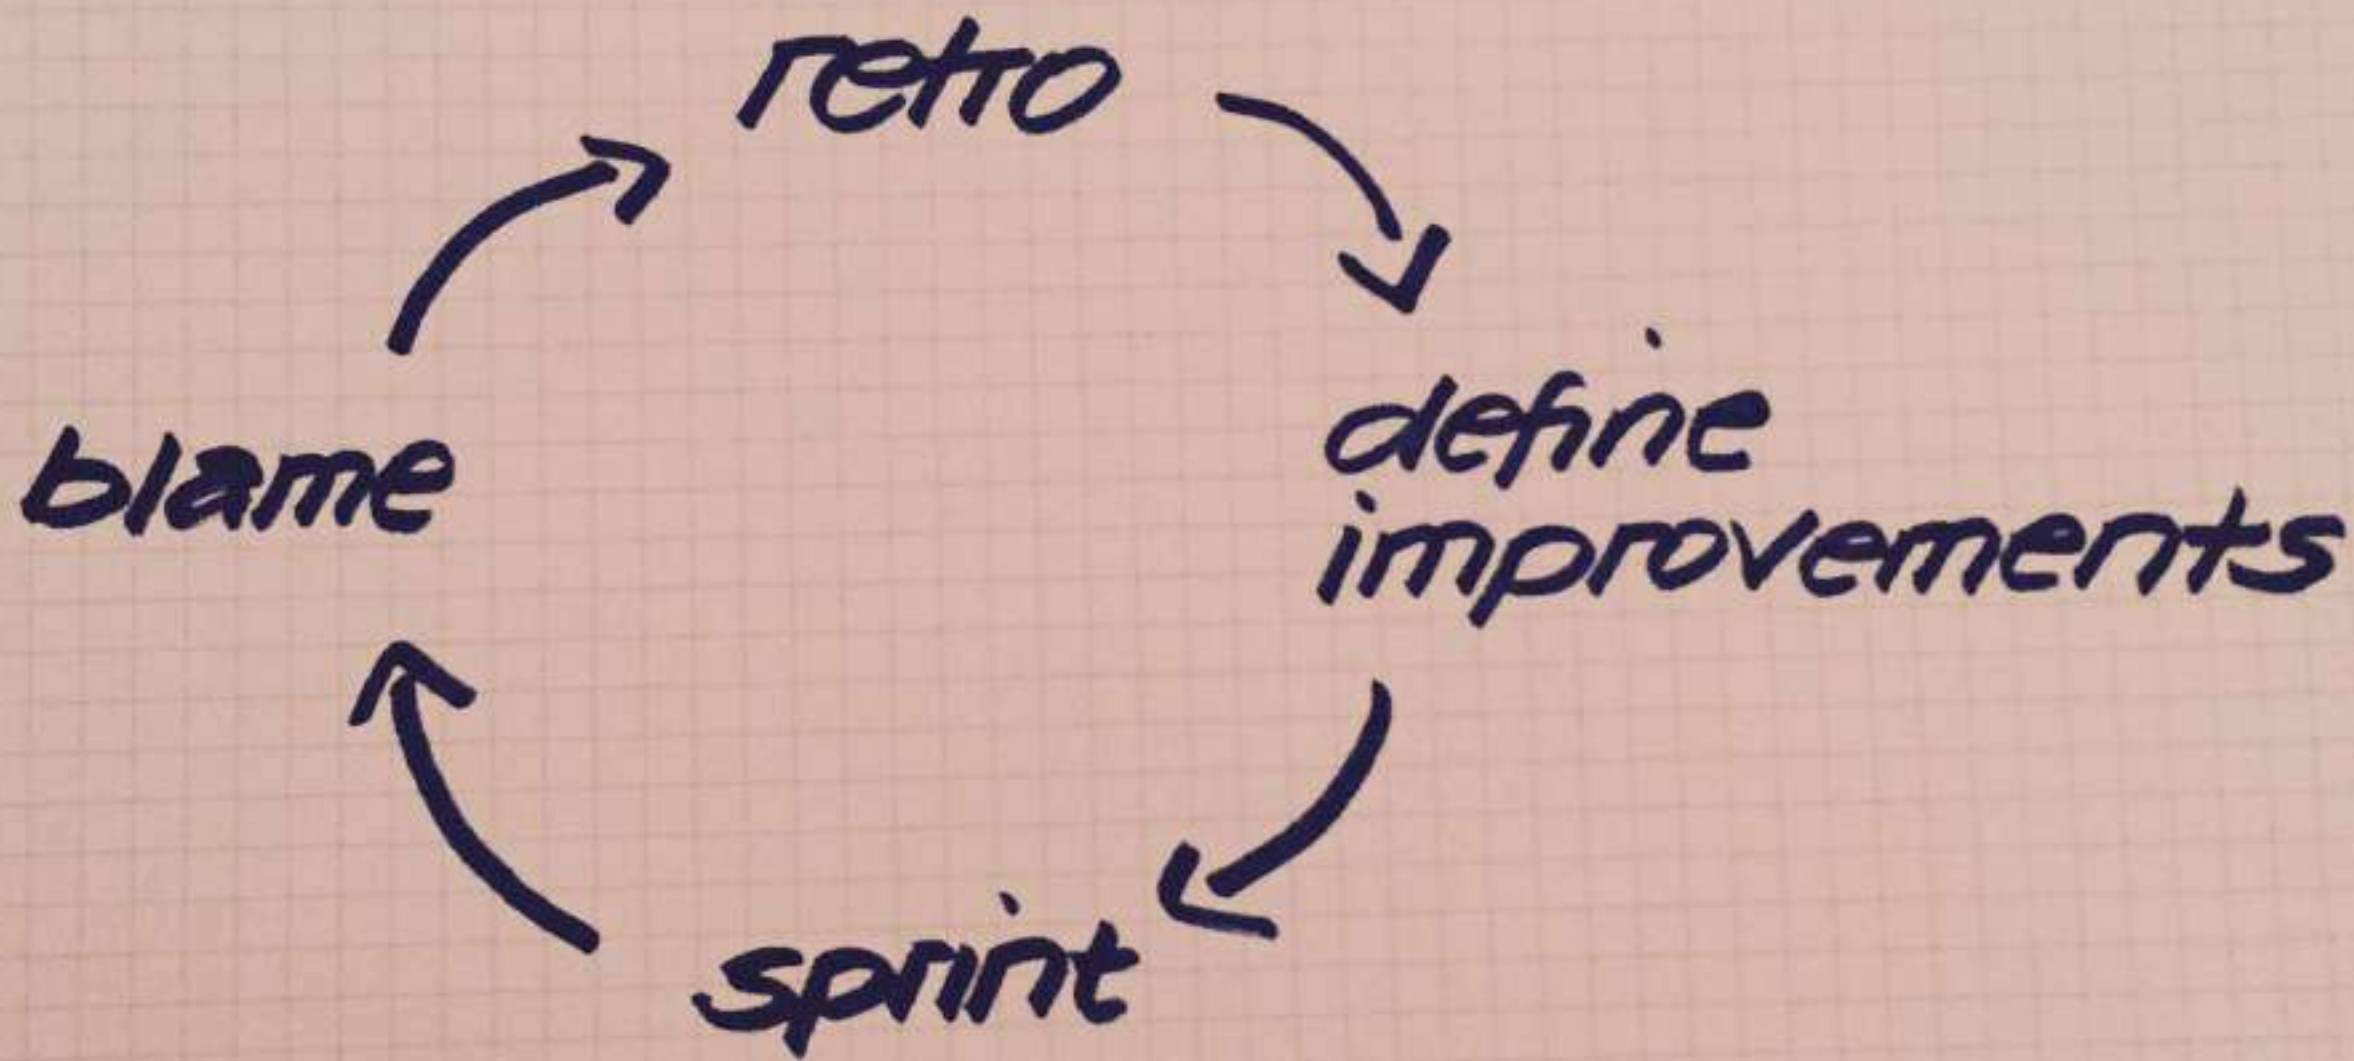 retro
define
improvements
sprint
blame